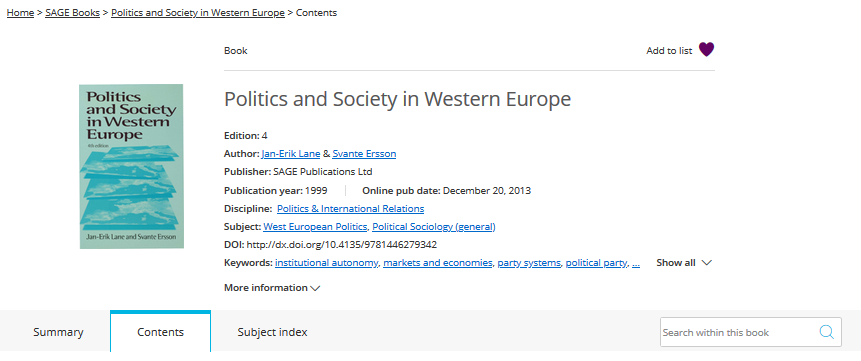 Home > SAGE Books > Politics and Society in Western Europe > Contents
Book
Add to list
Politics
and Society
in Western
Europe
4th edition
Jan-Erik Lane and Svante Ersson
Politics and Society in Western Europe
Edition: 4
Author: Jan-Erik Lane & Svante Ersson
Publisher: SAGE Publications Ltd
Publication year: 1999 | Online pub date: December 20, 2013
Discipline: Politics & International Relations
Subject: West European Politics, Political Sociology (general)
DOI: http://dx.doi.org/10.4135/9781446279342
Keywords: institutional autonomy, markets and economies, party systems, political party, ... Show all
More information
Summary Contents Subject index Search within this book